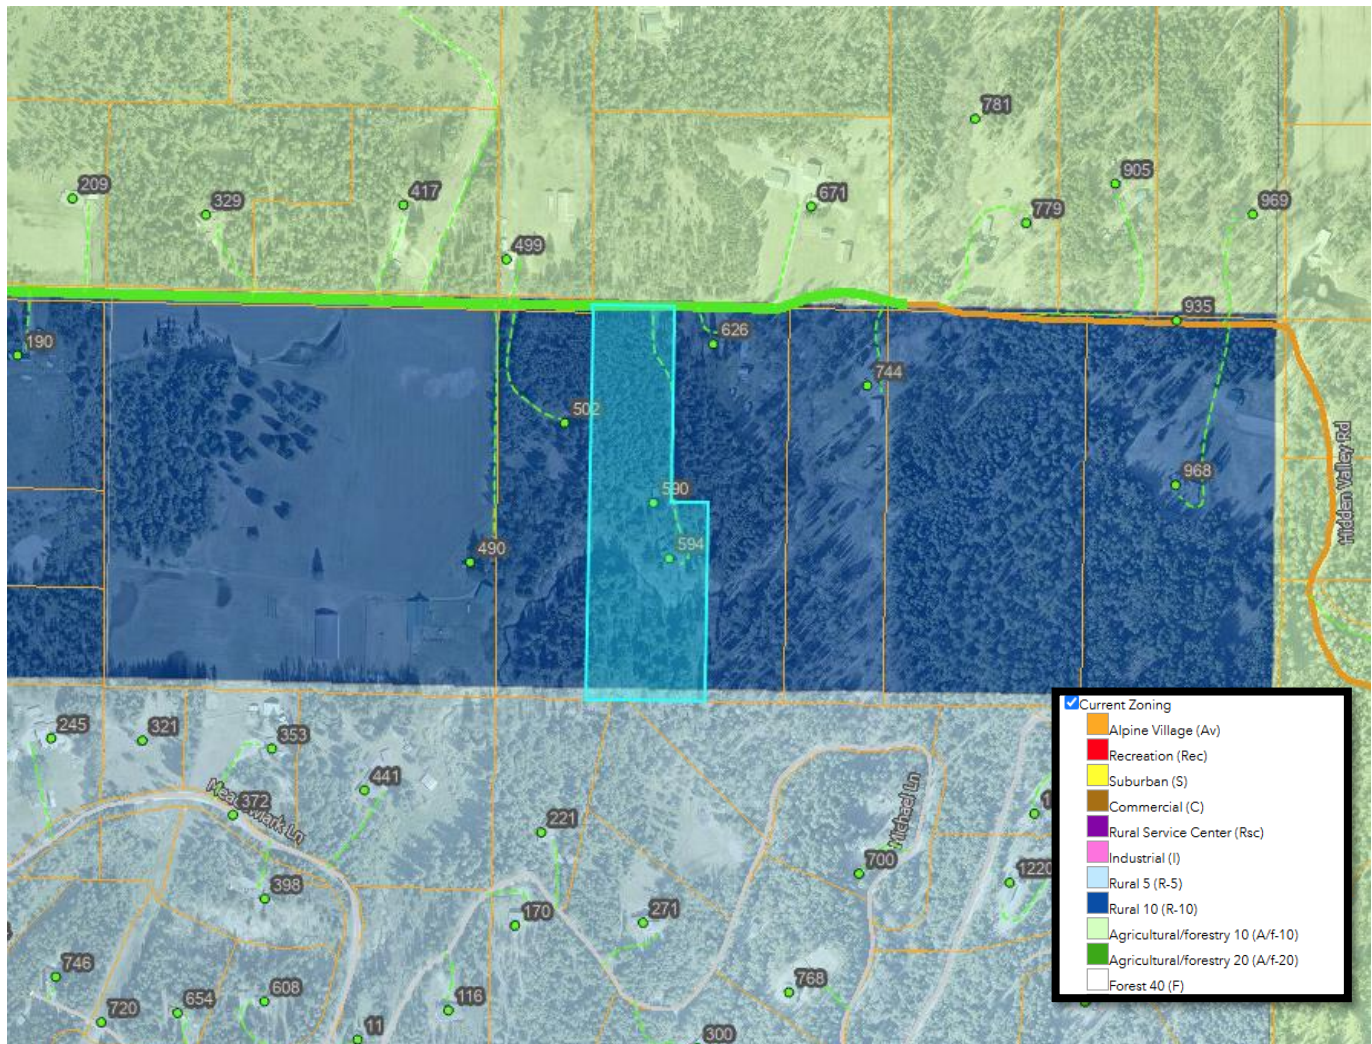 781
905
209
329
417
671
779
969
499
935
190
626
744
502
968
590
490
594
Hidden Valley Rd
245
321
353
441
372
221
Michael Ln
700
1220
398
170
271
746
768
654
608
116
720
11
300
Current Zoning
Alpine Village (Av)
Recreation (Rec)
Suburban (S)
Commercial (C)
Rural Service Center (Rsc)
Industrial (I)
Rural 5 (R-5)
Rural 10 (R-10)
Agricultural/forestry 10 (A/f-10)
Agricultural/forestry 20 (A/f-20)
Forest 40 (F)